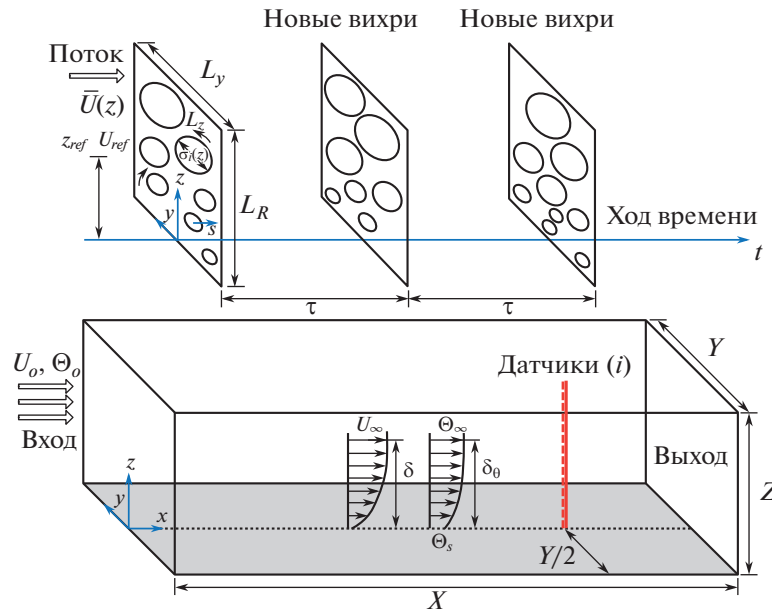 Новые вихри
Новые вихри
Поток
Ū(z)
L_y
L_z
z_ref U_ref
σ_i(z)
z
y
s
L_R
Ход времени
t
τ
τ
U_o, Θ_o
Вход
Y
Датчики (i)
U_∞
Θ_∞
δ
δ_θ
Выход
Z
z
y
x
Θ_s
Y/2
X